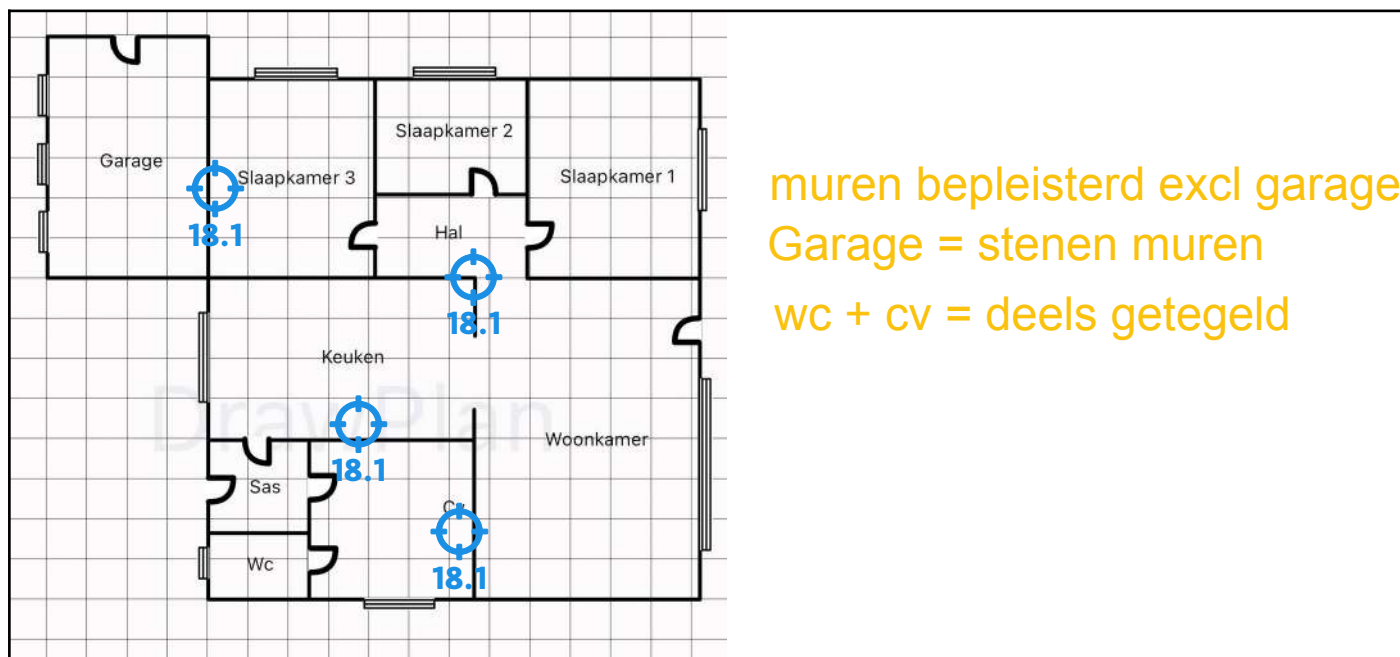 Garage
Slaapkamer 3
Slaapkamer 2
Slaapkamer 1
18.1
Hal
18.1
Keuken
DrawPlan
Woonkamer
18.1
Sas
Cv
Wc
18.1
muren bepleisterd excl garage
Garage = stenen muren
wc + cv = deels getegeld